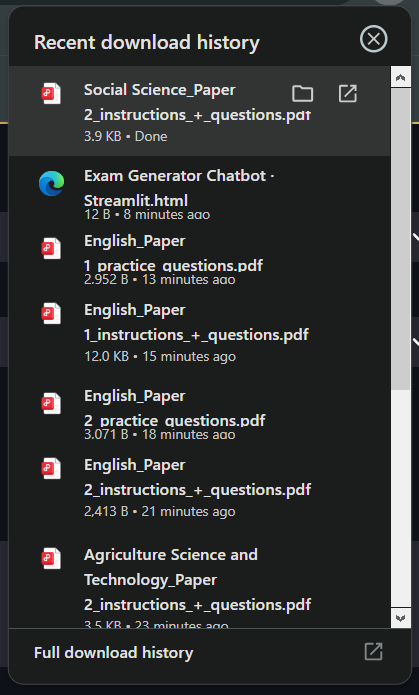 Recent download history
Social Science_Paper
2_instructions_+_questions.pdf
3.9 KB • Done
Exam Generator Chatbot ·
Streamlit.html
12 B • 8 minutes ago
English_Paper
1_practice_questions.pdf
2,952 B • 13 minutes ago
English_Paper
1_instructions_+_questions.pdf
12.0 KB • 15 minutes ago
English_Paper
2_practice_questions.pdf
3,071 B • 18 minutes ago
English_Paper
2_instructions_+_questions.pdf
2,413 B • 21 minutes ago
Agriculture Science and
Technology_Paper
2_instructions_+_questions.pdf
3.5 KB • 23 minutes ago
Full download history